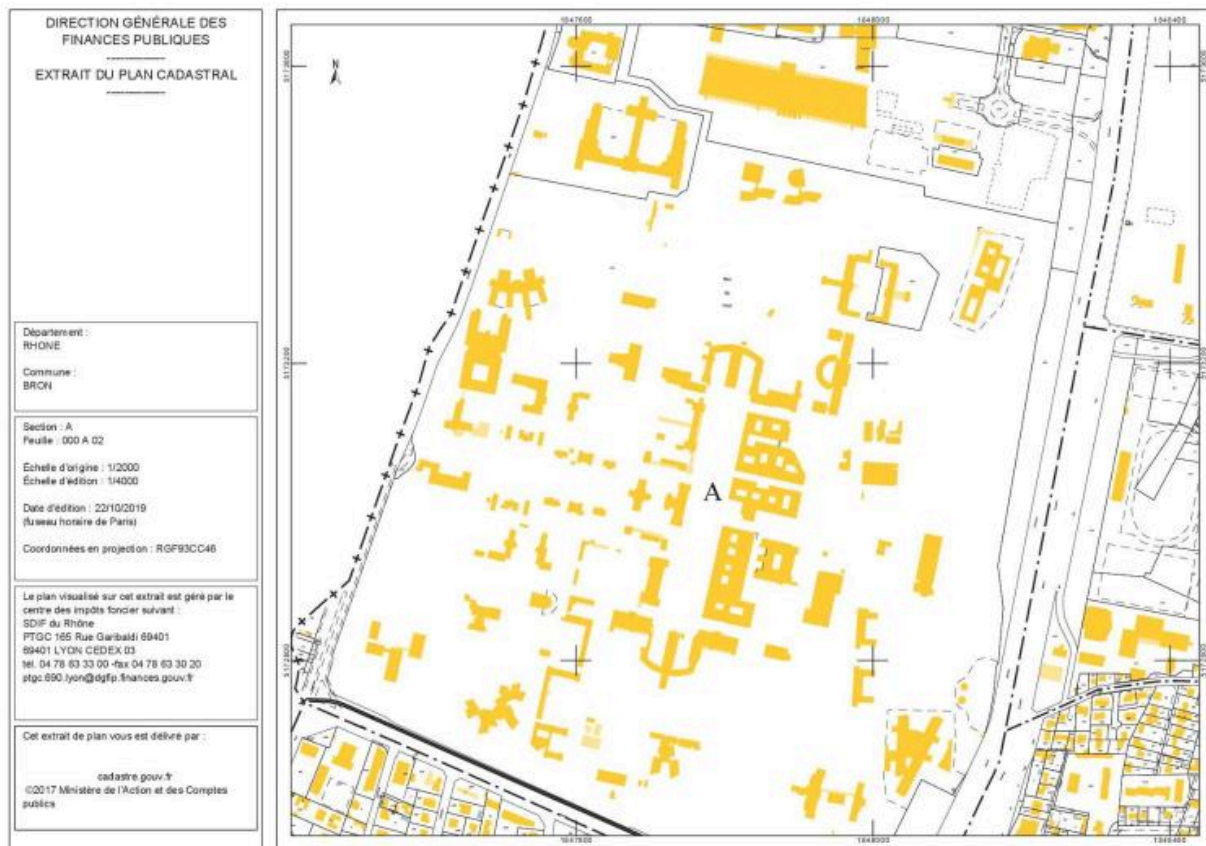 DIRECTION GÉNÉRALE DES
FINANCES PUBLIQUES
---------------
EXTRAIT DU PLAN CADASTRAL
---------------
Département :
RHONE
Commune :
BRON
Section : A
Feuille : 000 A 02
Échelle d'origine : 1/2000
Échelle d'édition : 1/4000
Date d'édition : 22/10/2019
(fuseau horaire de Paris)
Coordonnées en projection : RGF93CC46
Le plan visualisé sur cet extrait est géré par le
centre des impôts foncier suivant :
SDIF du Rhône
PTGC 165 Rue Garibaldi 69401
69401 LYON CEDEX 03
tél. 04 78 63 33 00 -fax 04 78 63 30 20
ptgc.690.lyon@dgfip.finances.gouv.fr
Cet extrait de plan vous est délivré par :
cadastre.gouv.fr
©2017 Ministère de l'Action et des Comptes
publics
N
A
1847600
1848000